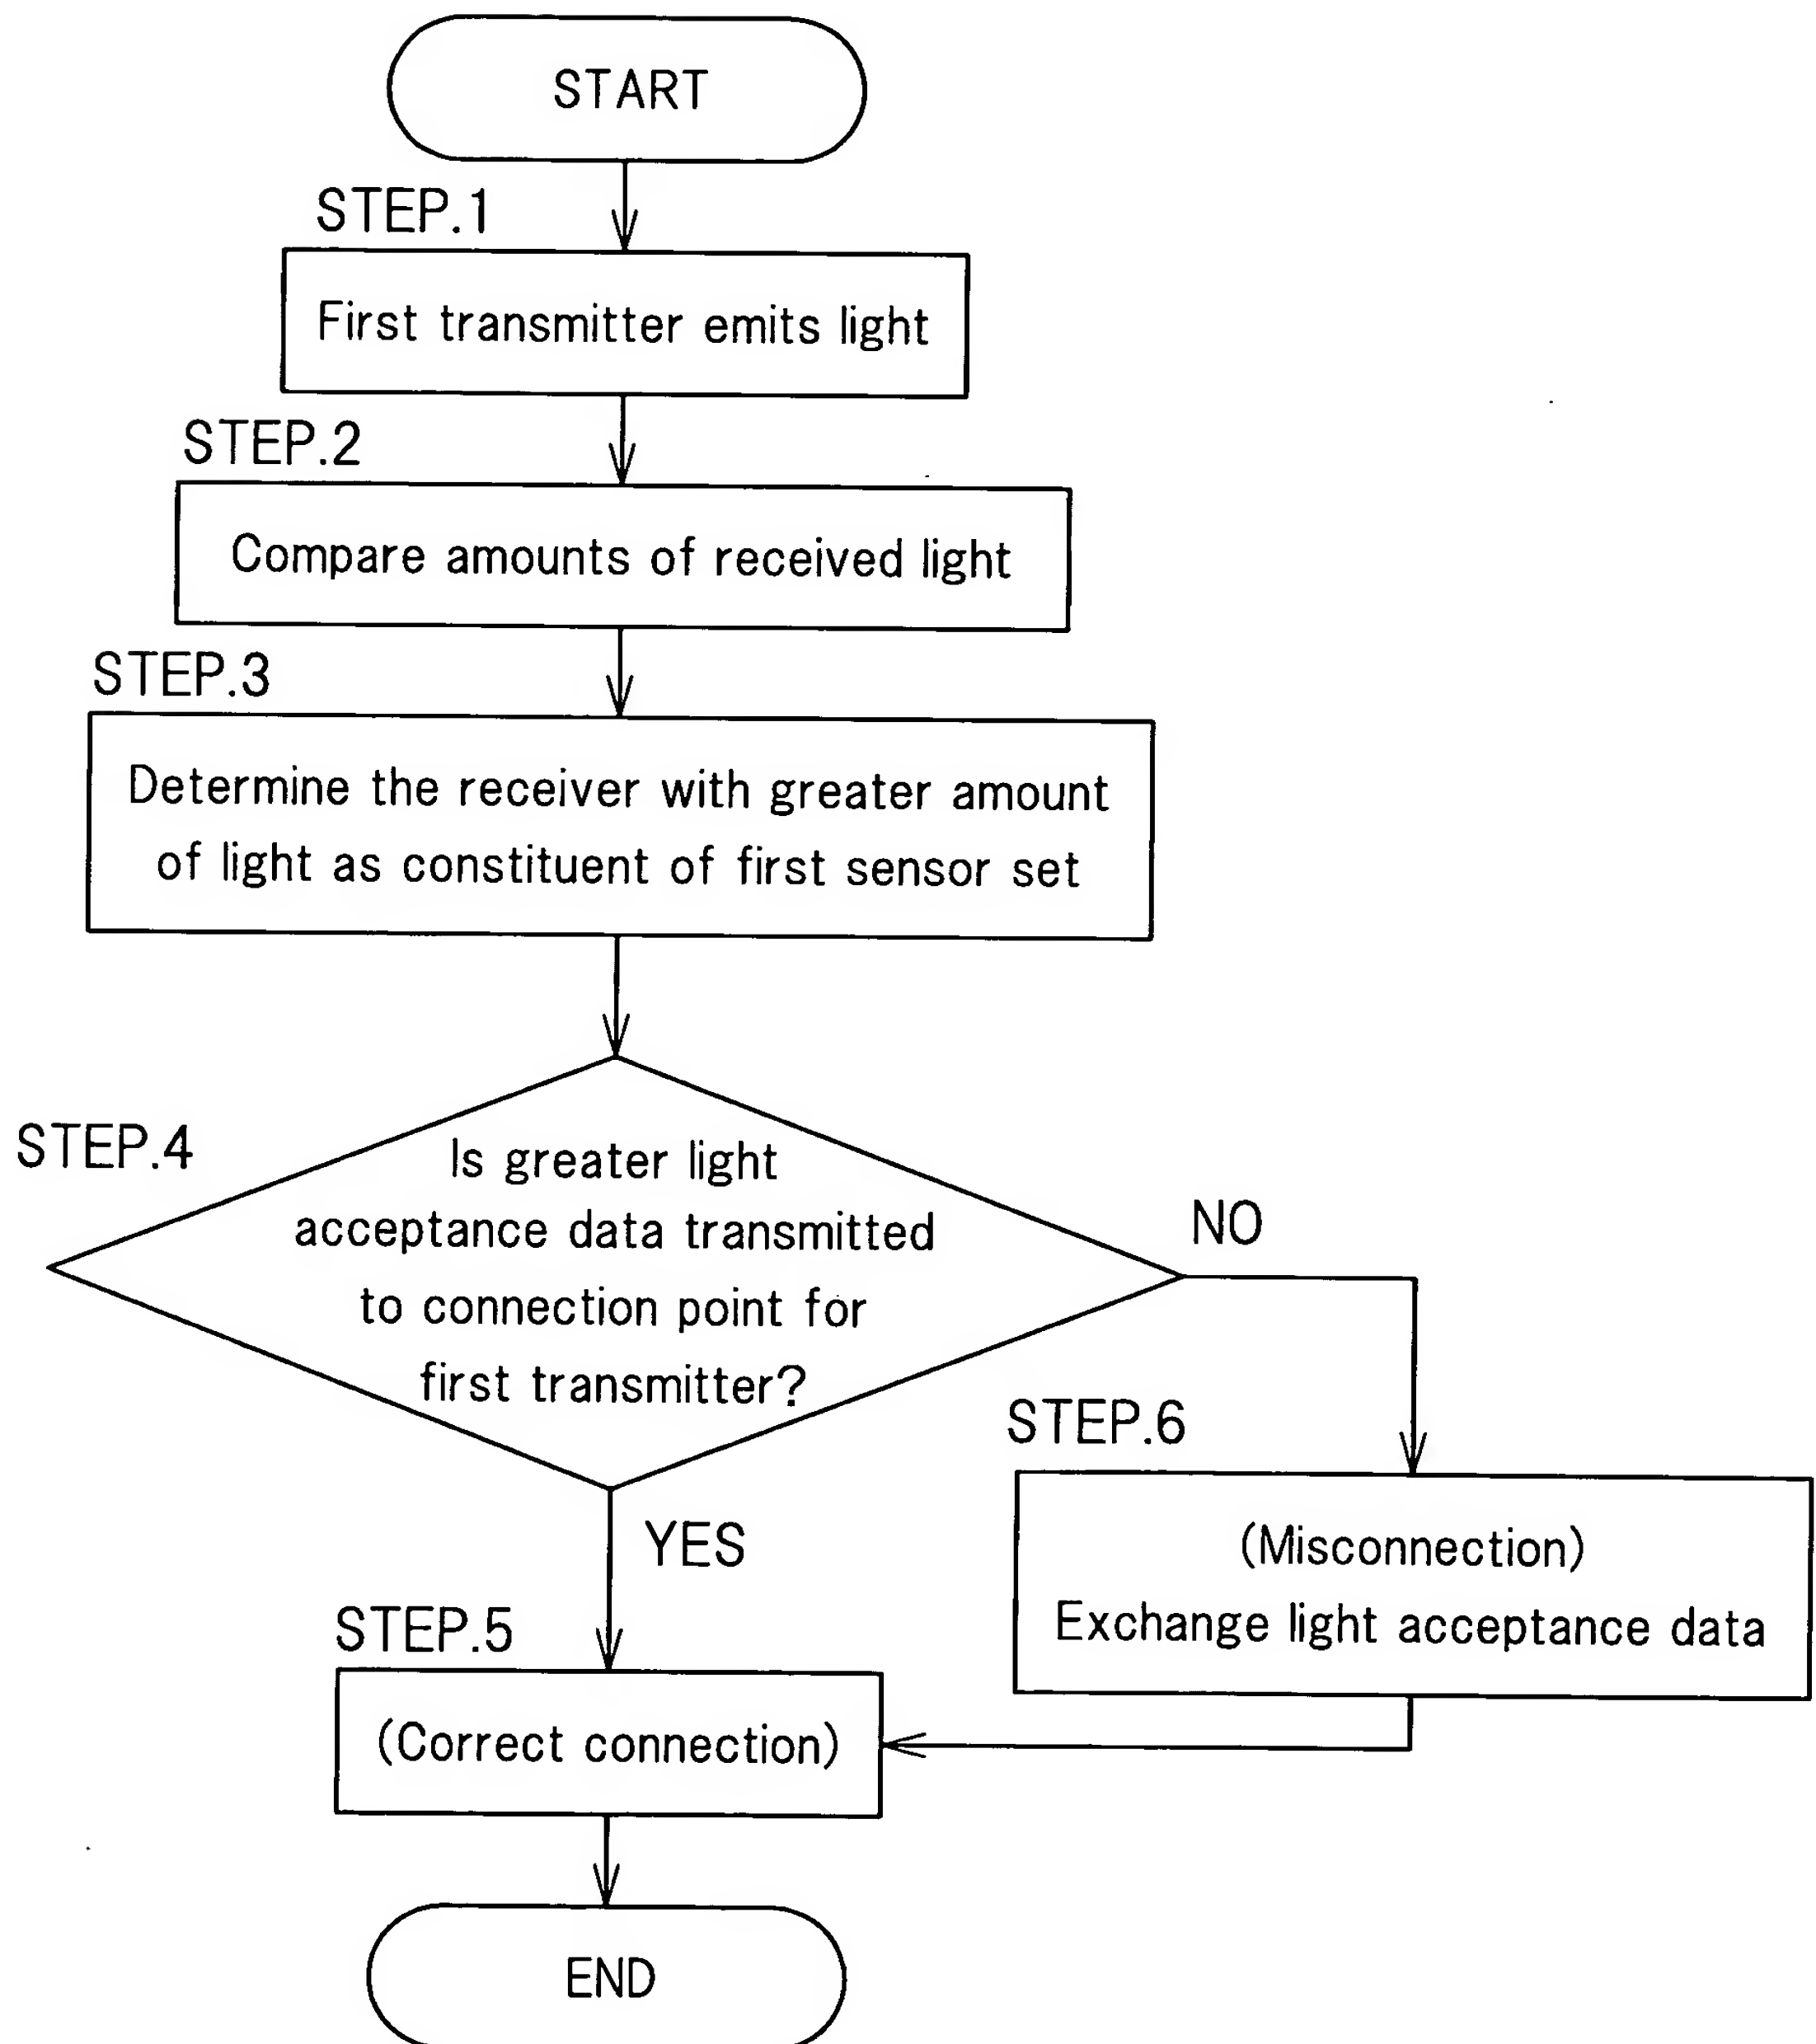 START
STEP.1
First transmitter emits light
STEP.2
Compare amounts of received light
STEP.3
Determine the receiver with greater amount
of light as constituent of first sensor set
STEP.4
Is greater light
acceptance data transmitted
to connection point for
first transmitter?
NO
YES
STEP.6
(Misconnection)
Exchange light acceptance data
STEP.5
(Correct connection)
END